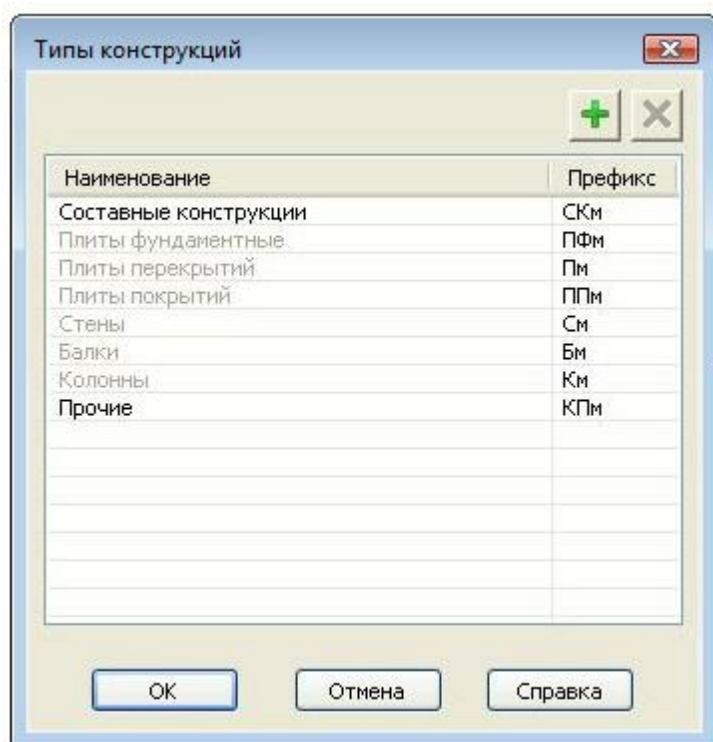 Типы конструкций
Наименование Префикс
Составные конструкции СКм
Плиты фундаментные ПФм
Плиты перекрытий Пм
Плиты покрытий ППм
Стены См
Балки Бм
Колонны Км
Прочие КПм
ОК Отмена Справка